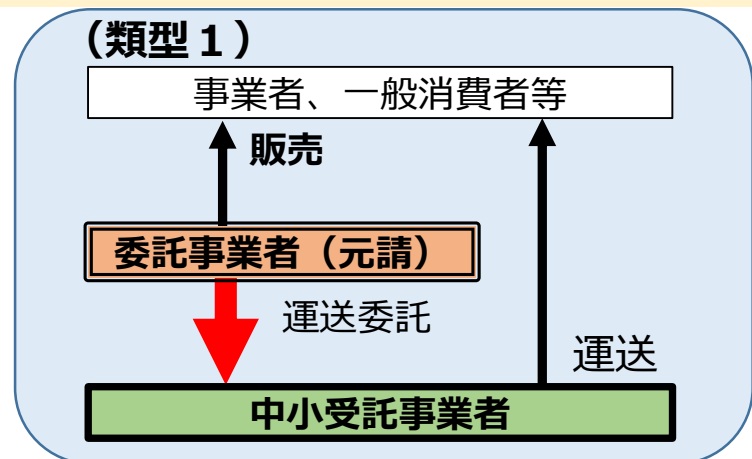 （類型１）
事業者、一般消費者等
販売
委託事業者（元請）
運送委託
運送
中小受託事業者